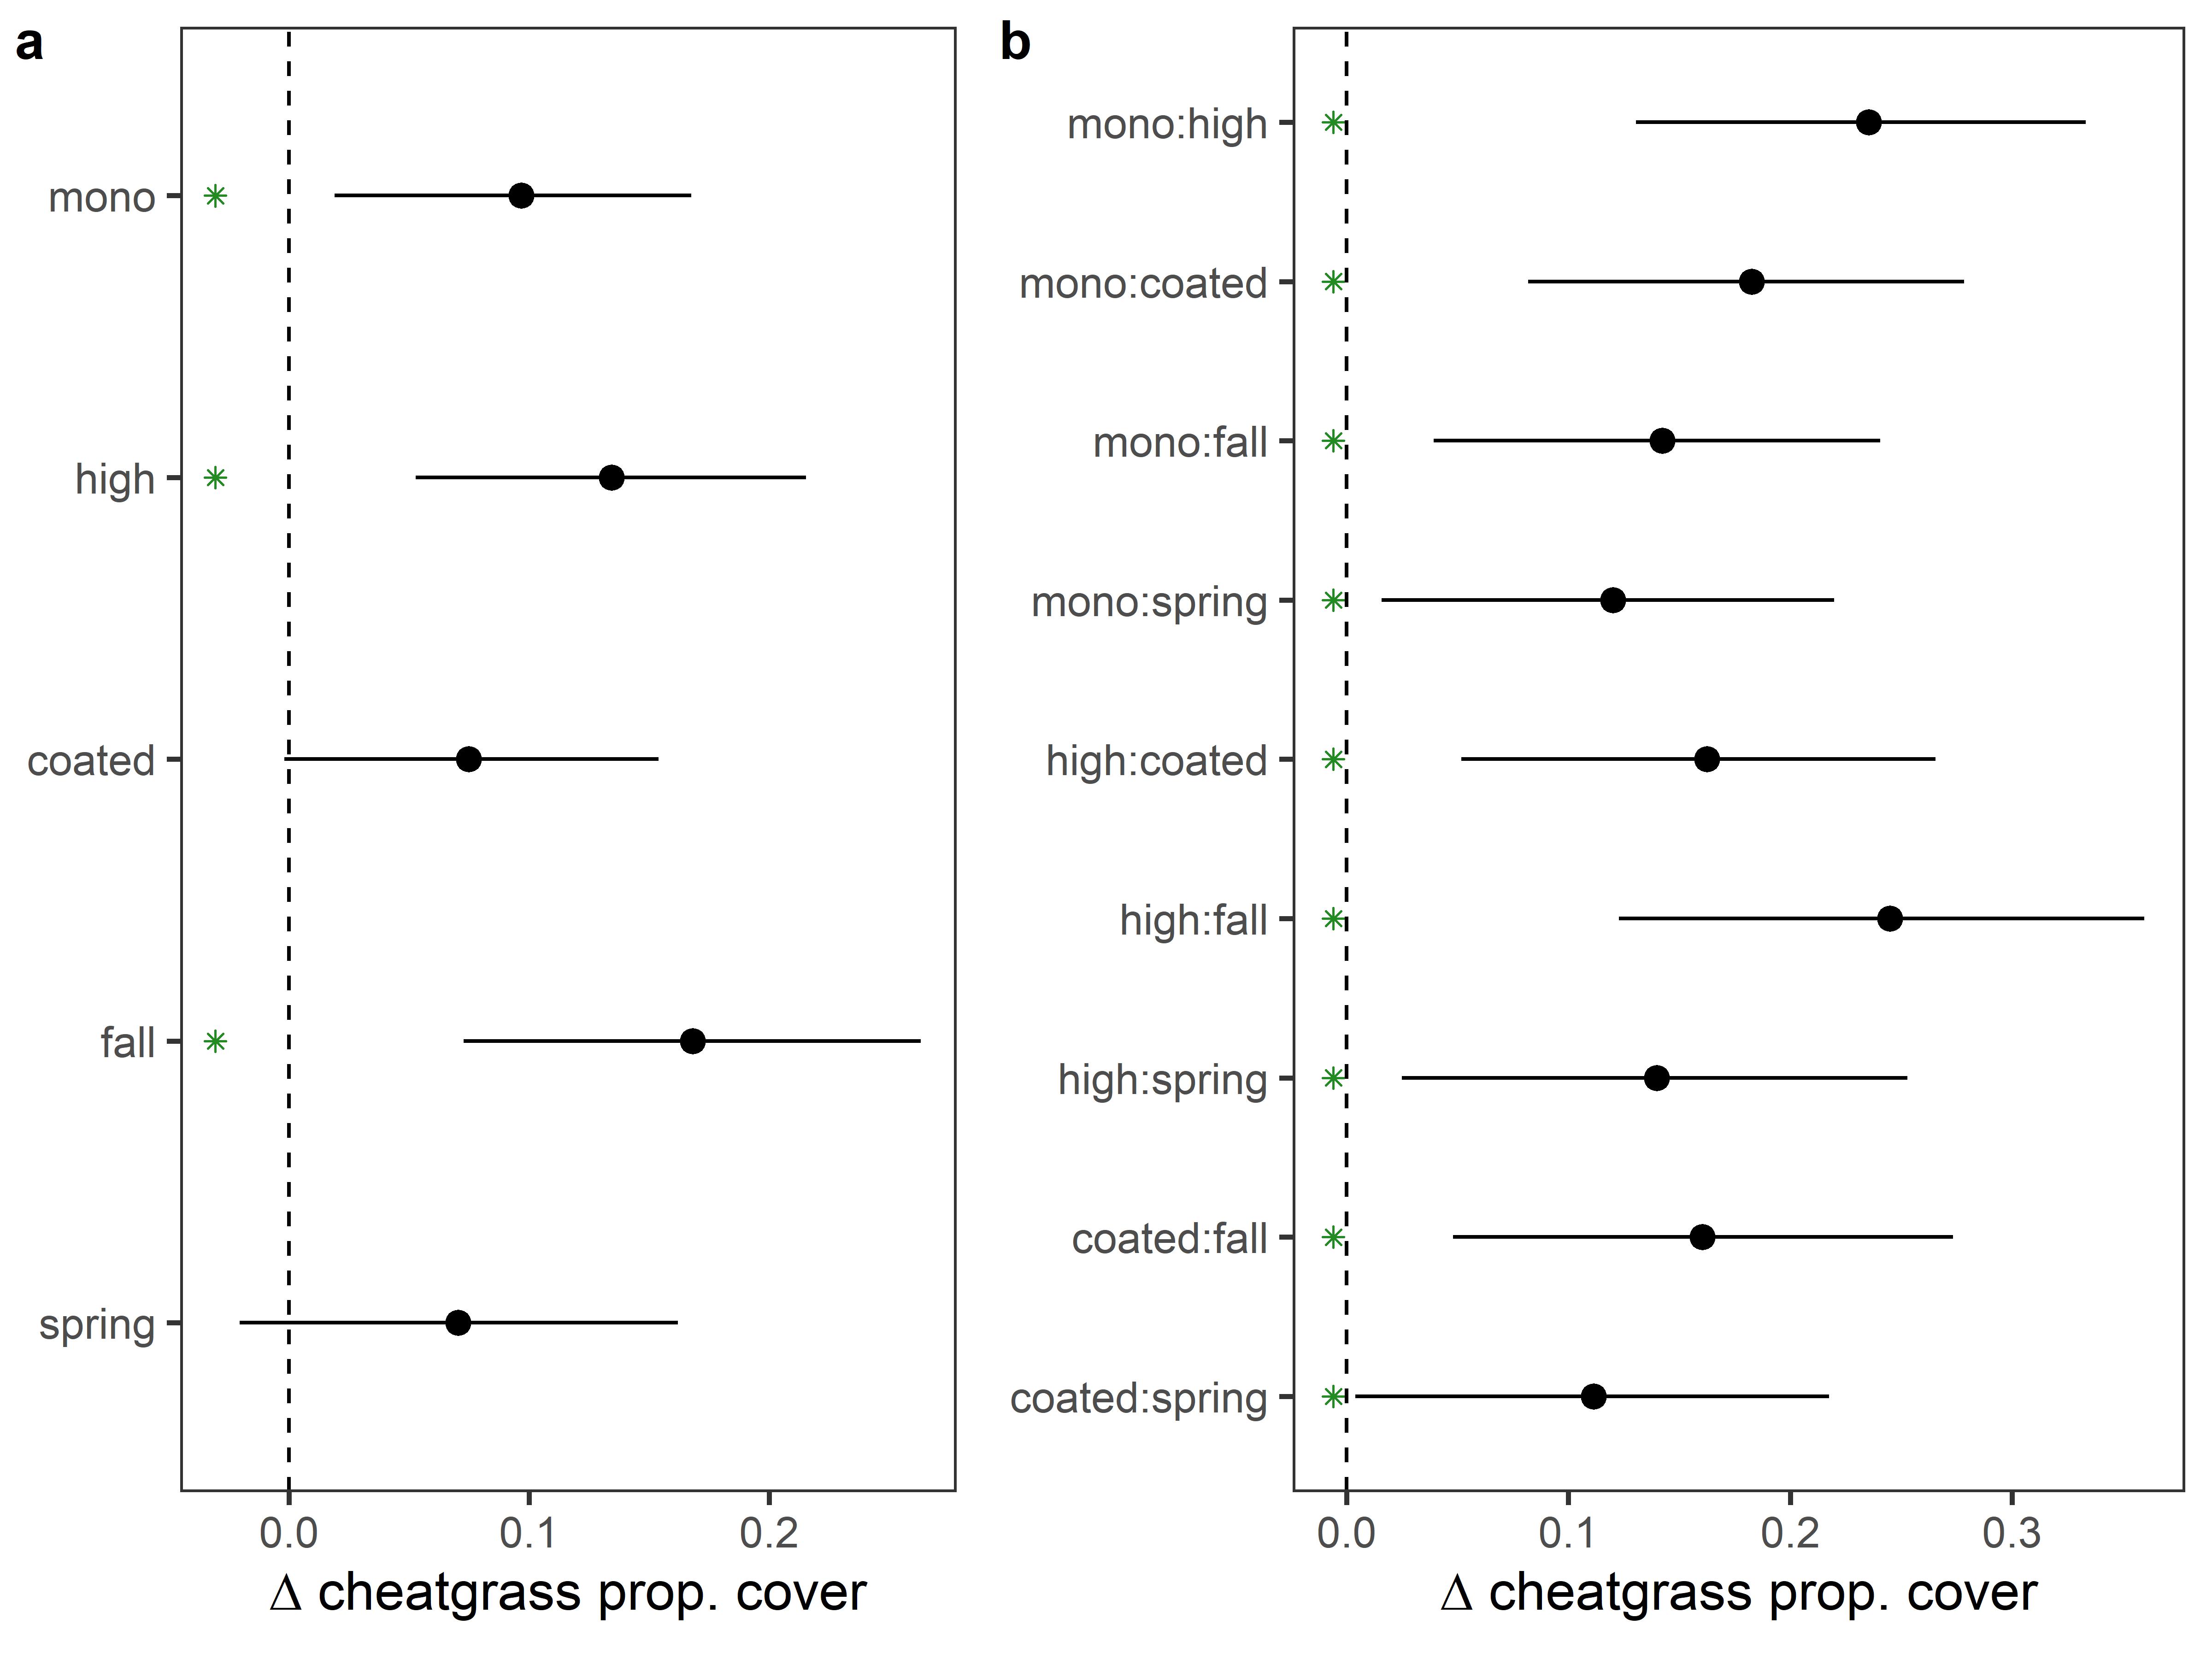 a
mono
high
coated
fall
spring
0.0 0.1 0.2
Δ cheatgrass prop. cover
b
mono:high
mono:coated
mono:fall
mono:spring
high:coated
high:fall
high:spring
coated:fall
coated:spring
0.0 0.1 0.2 0.3
Δ cheatgrass prop. cover